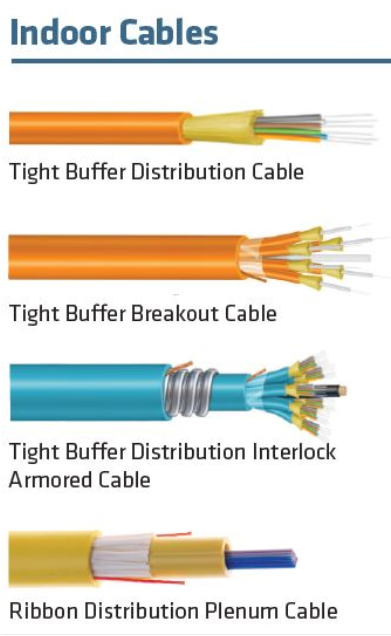 Indoor Cables
Tight Buffer Distribution Cable
Tight Buffer Breakout Cable
Tight Buffer Distribution Interlock
Armored Cable
Ribbon Distribution Plenum Cable